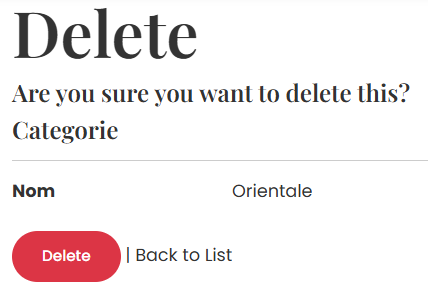 Delete
Are you sure you want to delete this?
Categorie
Nom Orientale
Delete | Back to List